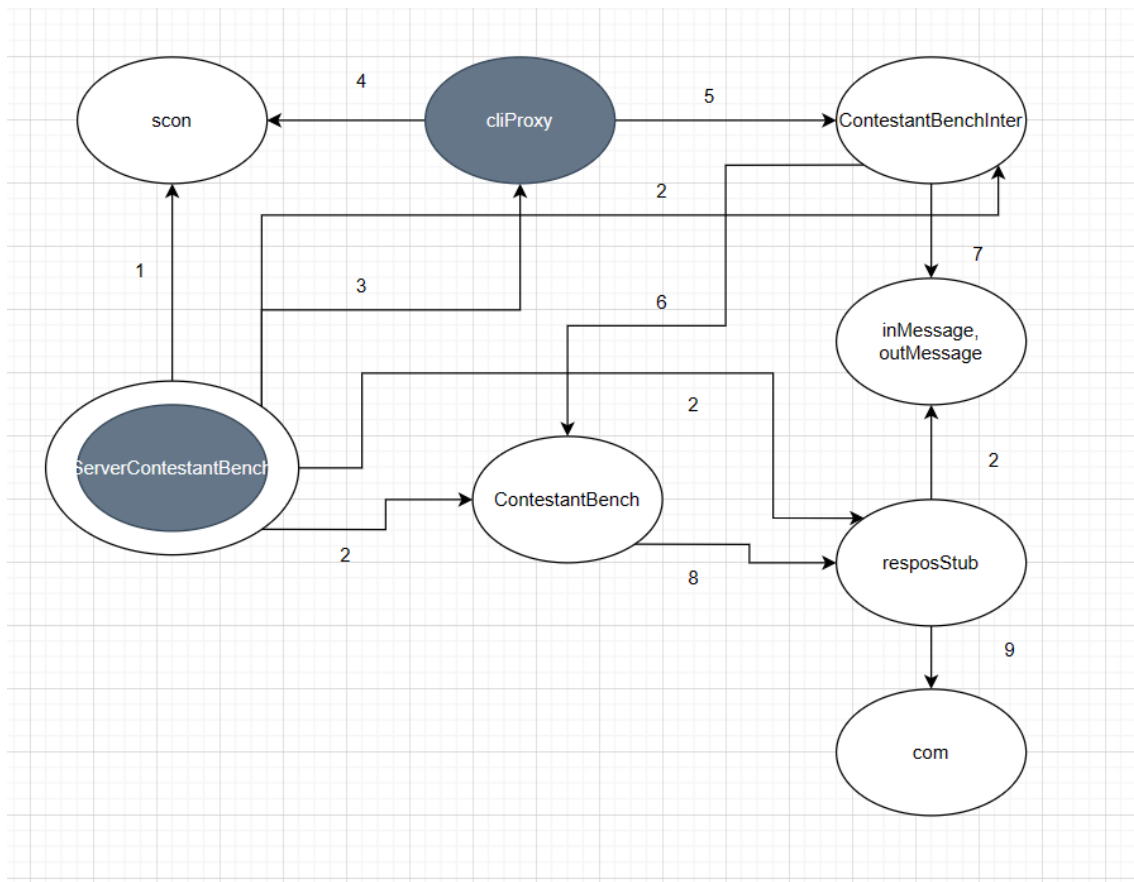 4
5
scon
cliProxy
ContestantBenchInter
2
1
7
3
6
inMessage,
outMessage
2
ServerContestantBench
2
ContestantBench
2
resposStub
8
9
com